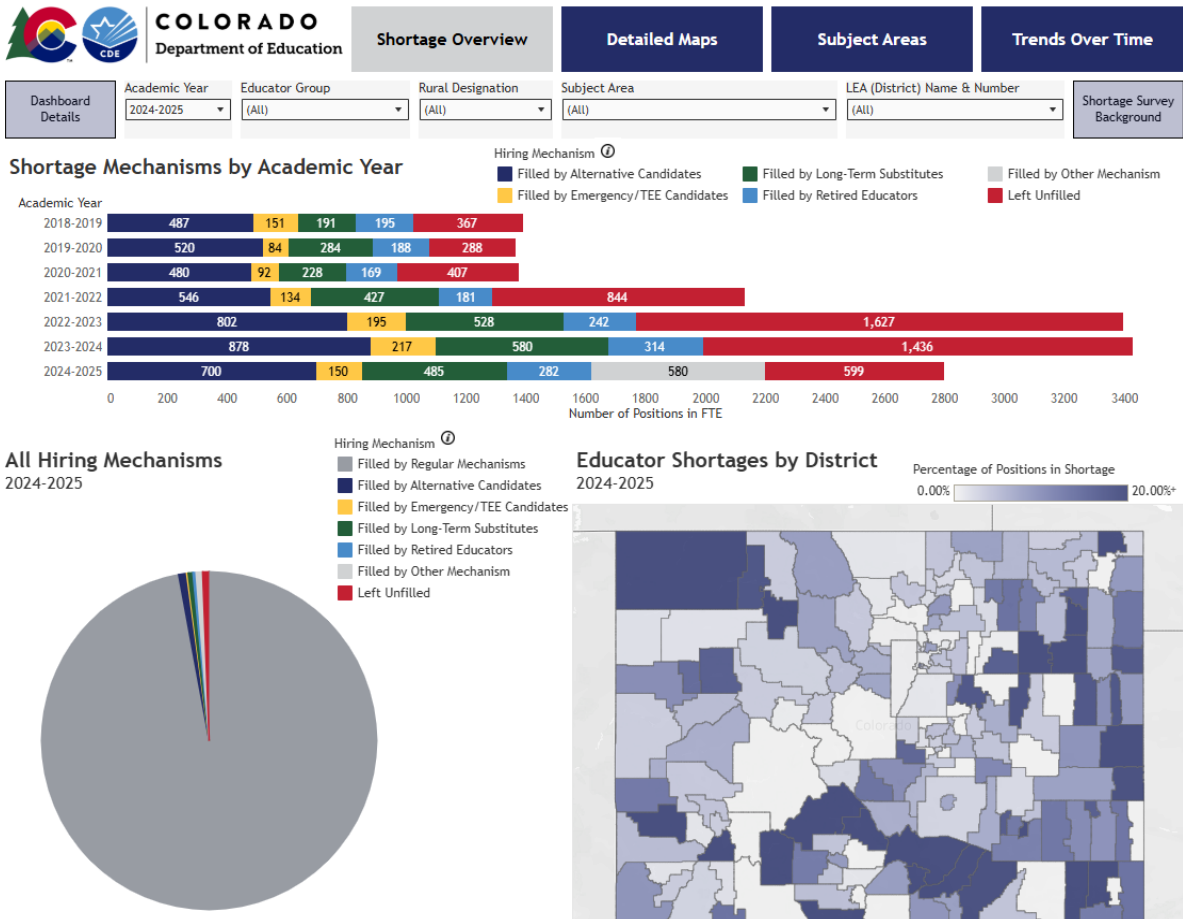 COLORADO
Department of Education
CDE
TM
Shortage Overview
Detailed Maps
Subject Areas
Trends Over Time
Dashboard
Details
Academic Year
2024-2025
Educator Group
(All)
Rural Designation
(All)
Subject Area
(All)
LEA (District) Name & Number
(All)
Shortage Survey
Background
Shortage Mechanisms by Academic Year
Hiring Mechanism
Filled by Alternative Candidates
Filled by Long-Term Substitutes
Filled by Other Mechanism
Filled by Emergency/TEE Candidates
Filled by Retired Educators
Left Unfilled
Academic Year
2018-2019 487 151 191 195 367
2019-2020 520 84 284 188 288
2020-2021 480 92 228 169 407
2021-2022 546 134 427 181 844
2022-2023 802 195 528 242 1,627
2023-2024 878 217 580 314 1,436
2024-2025 700 150 485 282 580 599
0 200 400 600 800 1000 1200 1400 1600 1800 2000 2200 2400 2600 2800 3000 3200 3400
Number of Positions in FTE
All Hiring Mechanisms
2024-2025
Hiring Mechanism
Filled by Regular Mechanisms
Filled by Alternative Candidates
Filled by Emergency/TEE Candidates
Filled by Long-Term Substitutes
Filled by Retired Educators
Filled by Other Mechanism
Left Unfilled
Educator Shortages by District
2024-2025
Percentage of Positions in Shortage
0.00% 20.00%+
Colorado